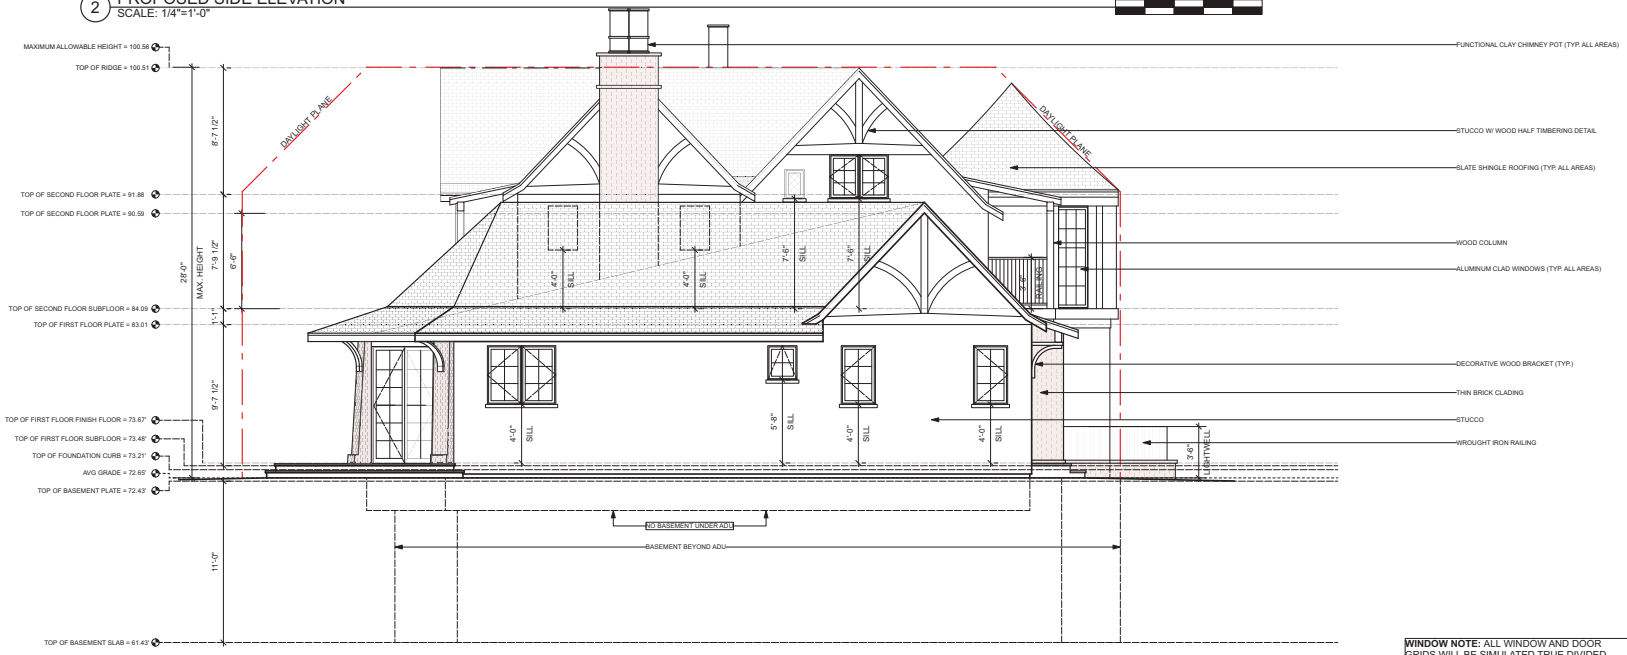 2 PROPOSED SIDE ELEVATION
SCALE: 1/4"=1'-0"
MAXIMUM ALLOWABLE HEIGHT = 100.56
TOP OF RIDGE = 100.51
TOP OF SECOND FLOOR PLATE = 91.88
TOP OF SECOND FLOOR PLATE = 90.59
TOP OF SECOND FLOOR SUBFLOOR = 84.09
TOP OF FIRST FLOOR PLATE = 83.01
TOP OF FIRST FLOOR FINISH FLOOR = 73.67'
TOP OF FIRST FLOOR SUBFLOOR = 73.48'
TOP OF FOUNDATION CURB = 73.21'
AVG GRADE = 72.65'
TOP OF BASEMENT PLATE = 72.43'
TOP OF BASEMENT SLAB = 61.43'
28'-0"
MAX. HEIGHT
8'-7 1/2"
7'-9 1/2"
6'-6"
1'-1"
9'-7 1/2"
11'-0"
DAYLIGHT PLANE
DAYLIGHT PLANE
4'-0"
SILL
4'-0"
SILL
7'-6"
SILL
7'-6"
SILL
3'-6"
RAILING
4'-0"
SILL
5'-8"
SILL
4'-0"
SILL
4'-0"
SILL
3'-6"
LIGHTWELL
NO BASEMENT UNDER ADU
BASEMENT BEYOND ADU
FUNCTIONAL CLAY CHIMNEY POT (TYP. ALL AREAS)
STUCCO W/ WOOD HALF TIMBERING DETAIL
SLATE SHINGLE ROOFING (TYP. ALL AREAS)
WOOD COLUMN
ALUMINUM CLAD WINDOWS (TYP. ALL AREAS)
DECORATIVE WOOD BRACKET (TYP.)
THIN BRICK CLADING
STUCCO
WROUGHT IRON RAILING
WINDOW NOTE: ALL WINDOW AND DOOR
GRIDS WILL BE SIMULATED TRUE DIVIDED